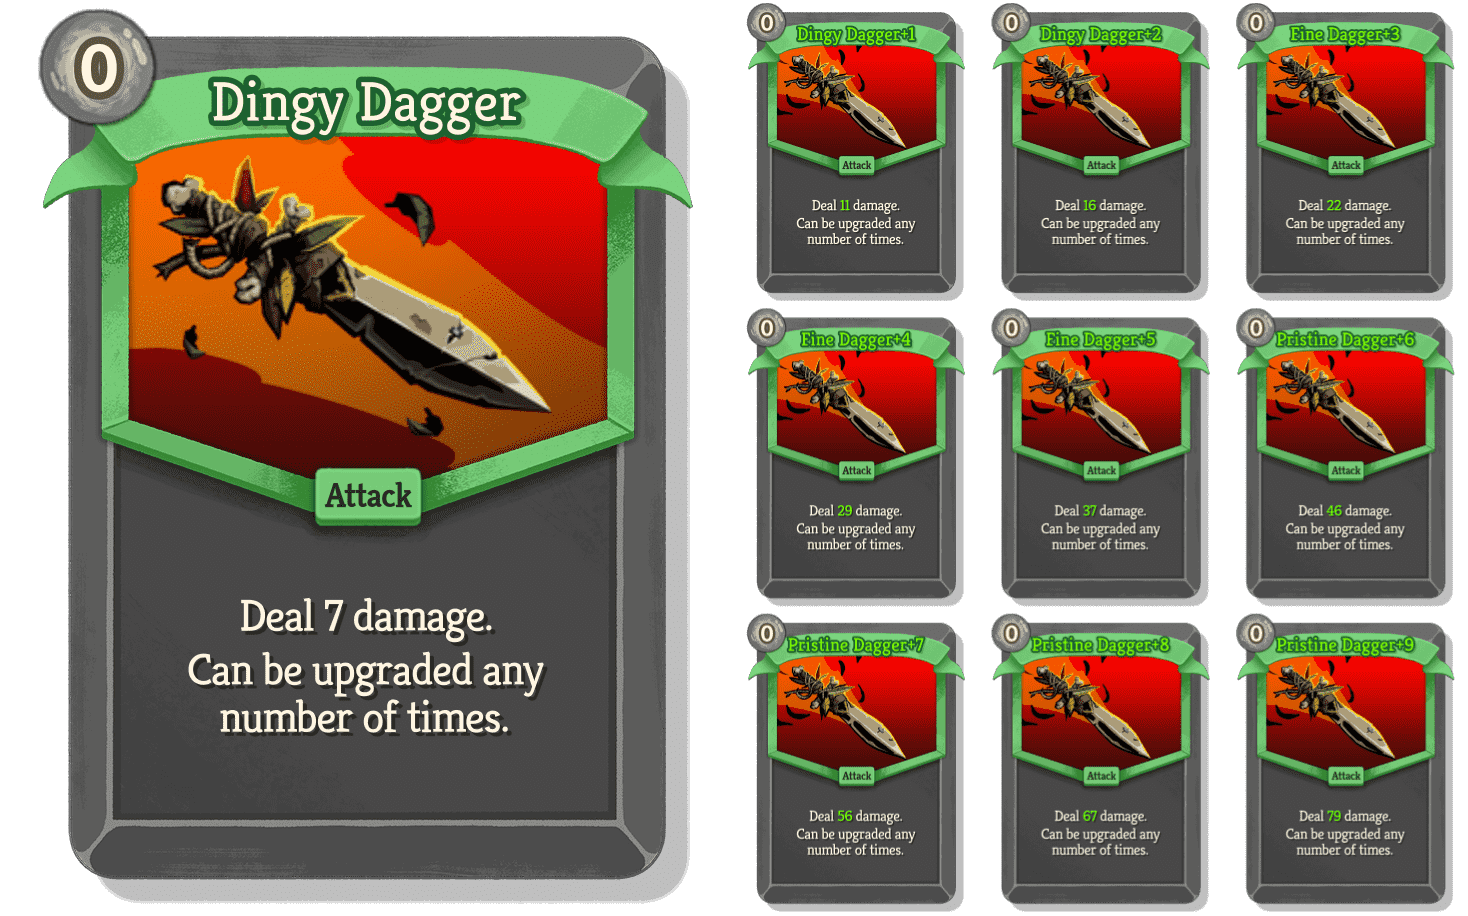 0
Dingy Dagger
Attack
Deal 7 damage.
Can be upgraded any
number of times.
0
Dingy Dagger+1
Attack
Deal 11 damage.
Can be upgraded any
number of times.
0
Dingy Dagger+2
Attack
Deal 16 damage.
Can be upgraded any
number of times.
0
Fine Dagger+3
Attack
Deal 22 damage.
Can be upgraded any
number of times.
0
Fine Dagger+4
Attack
Deal 29 damage.
Can be upgraded any
number of times.
0
Fine Dagger+5
Attack
Deal 37 damage.
Can be upgraded any
number of times.
0
Pristine Dagger+6
Attack
Deal 46 damage.
Can be upgraded any
number of times.
0
Pristine Dagger+7
Attack
Deal 56 damage.
Can be upgraded any
number of times.
0
Pristine Dagger+8
Attack
Deal 67 damage.
Can be upgraded any
number of times.
0
Pristine Dagger+9
Attack
Deal 79 damage.
Can be upgraded any
number of times.